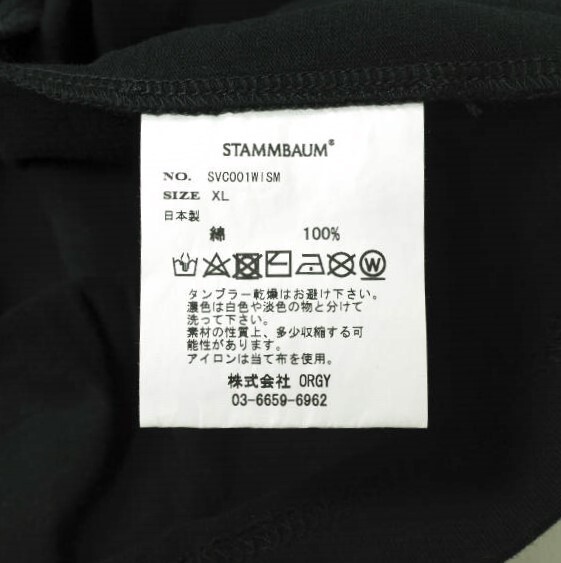 STAMMBAUM®
NO. SVC001WISM
SIZE XL
日本製
綿 100%
W
タンブラー乾燥はお避け下さい。
濃色は白色や淡色の物と分けて
洗って下さい。
素材の性質上、多少収縮する可
能性があります。
アイロンは当て布を使用。
株式会社 ORGY
03-6659-6962